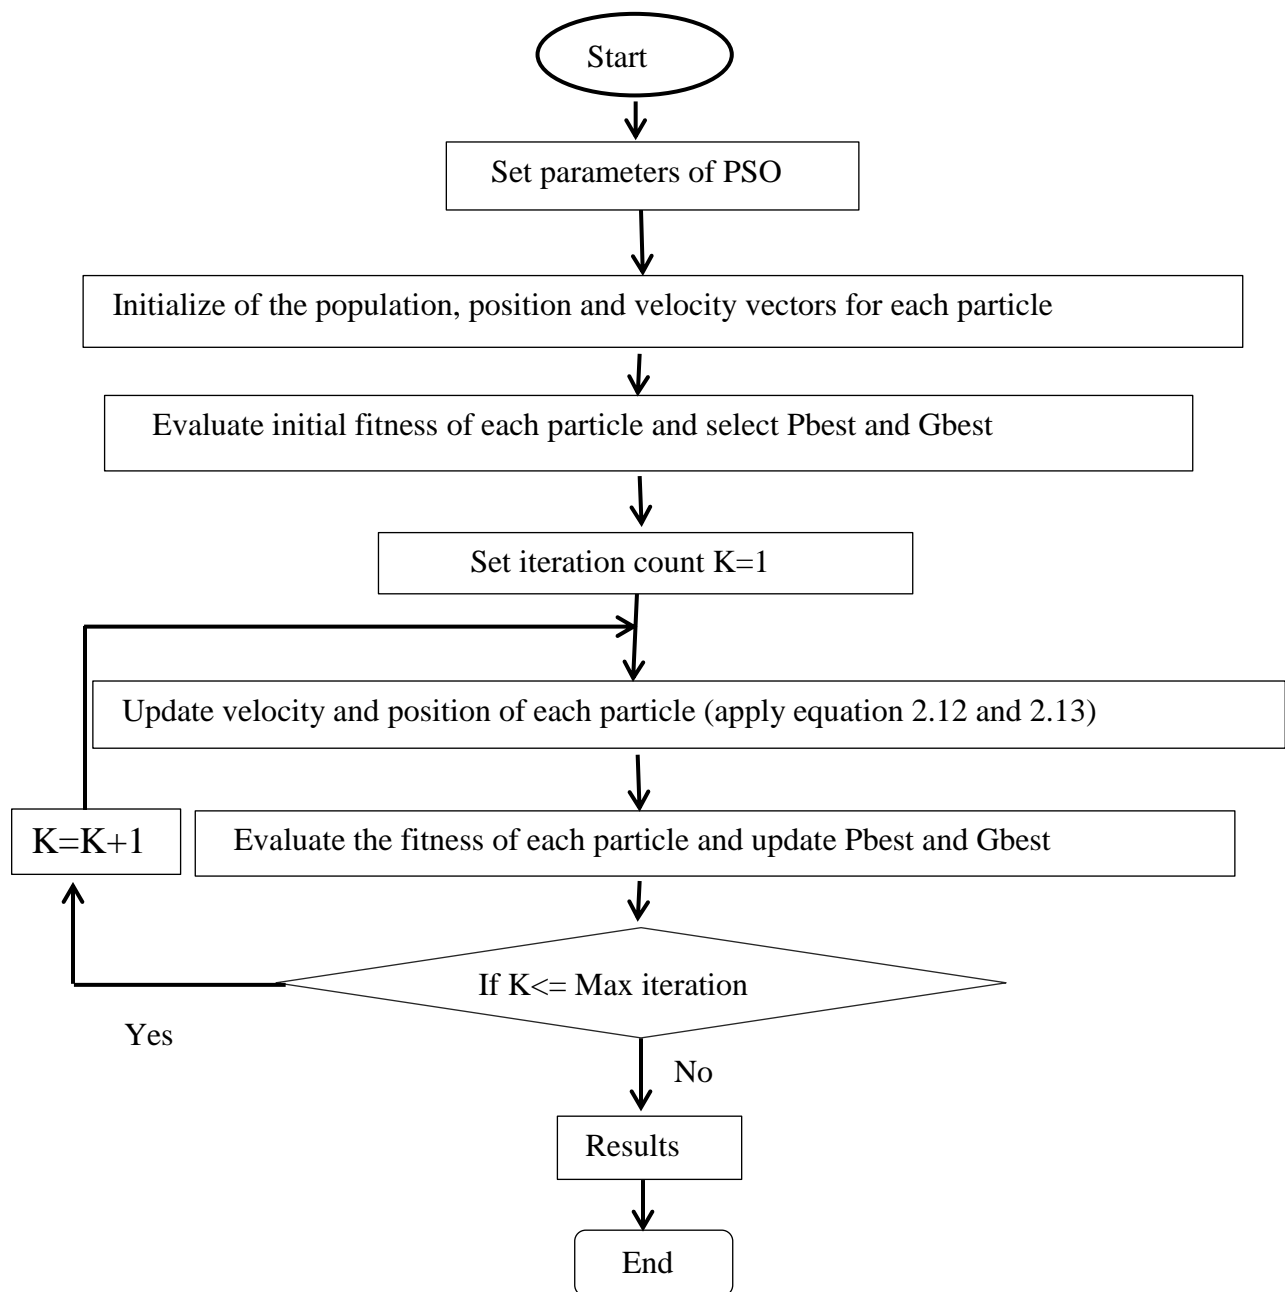 Start
Set parameters of PSO
Initialize of the population, position and velocity vectors for each particle
Evaluate initial fitness of each particle and select Pbest and Gbest
Set iteration count K=1
Update velocity and position of each particle (apply equation 2.12 and 2.13)
K=K+1
Evaluate the fitness of each particle and update Pbest and Gbest
If K<= Max iteration
Yes
No
Results
End